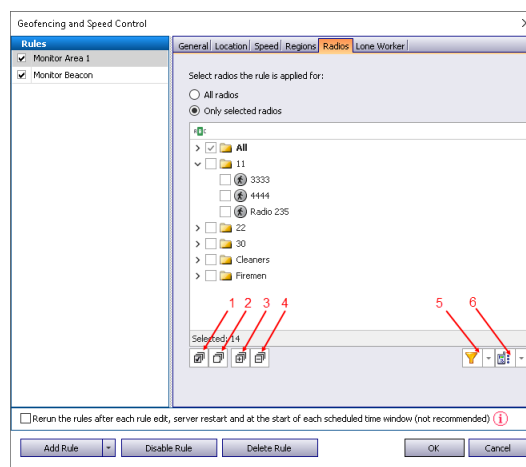 Geofencing and Speed Control
Rules
Monitor Area 1
Monitor Beacon
General Location Speed Regions Radios Lone Worker
Select radios the rule is applied for:
All radios
Only selected radios
All
11
3333
4444
Radio 235
22
30
Cleaners
Firemen
1 2 3 4 5 6
Selected: 14
Rerun the rules after each rule edit, server restart and at the start of each scheduled time window (not recommended) i
Add Rule Disable Rule Delete Rule OK Cancel